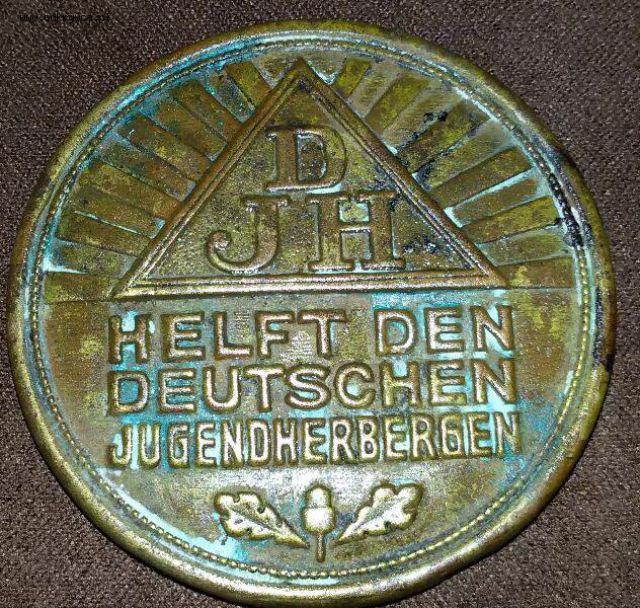 D
JH
HELFT DEN
DEUTSCHEN
JUGENDHERBERGEN